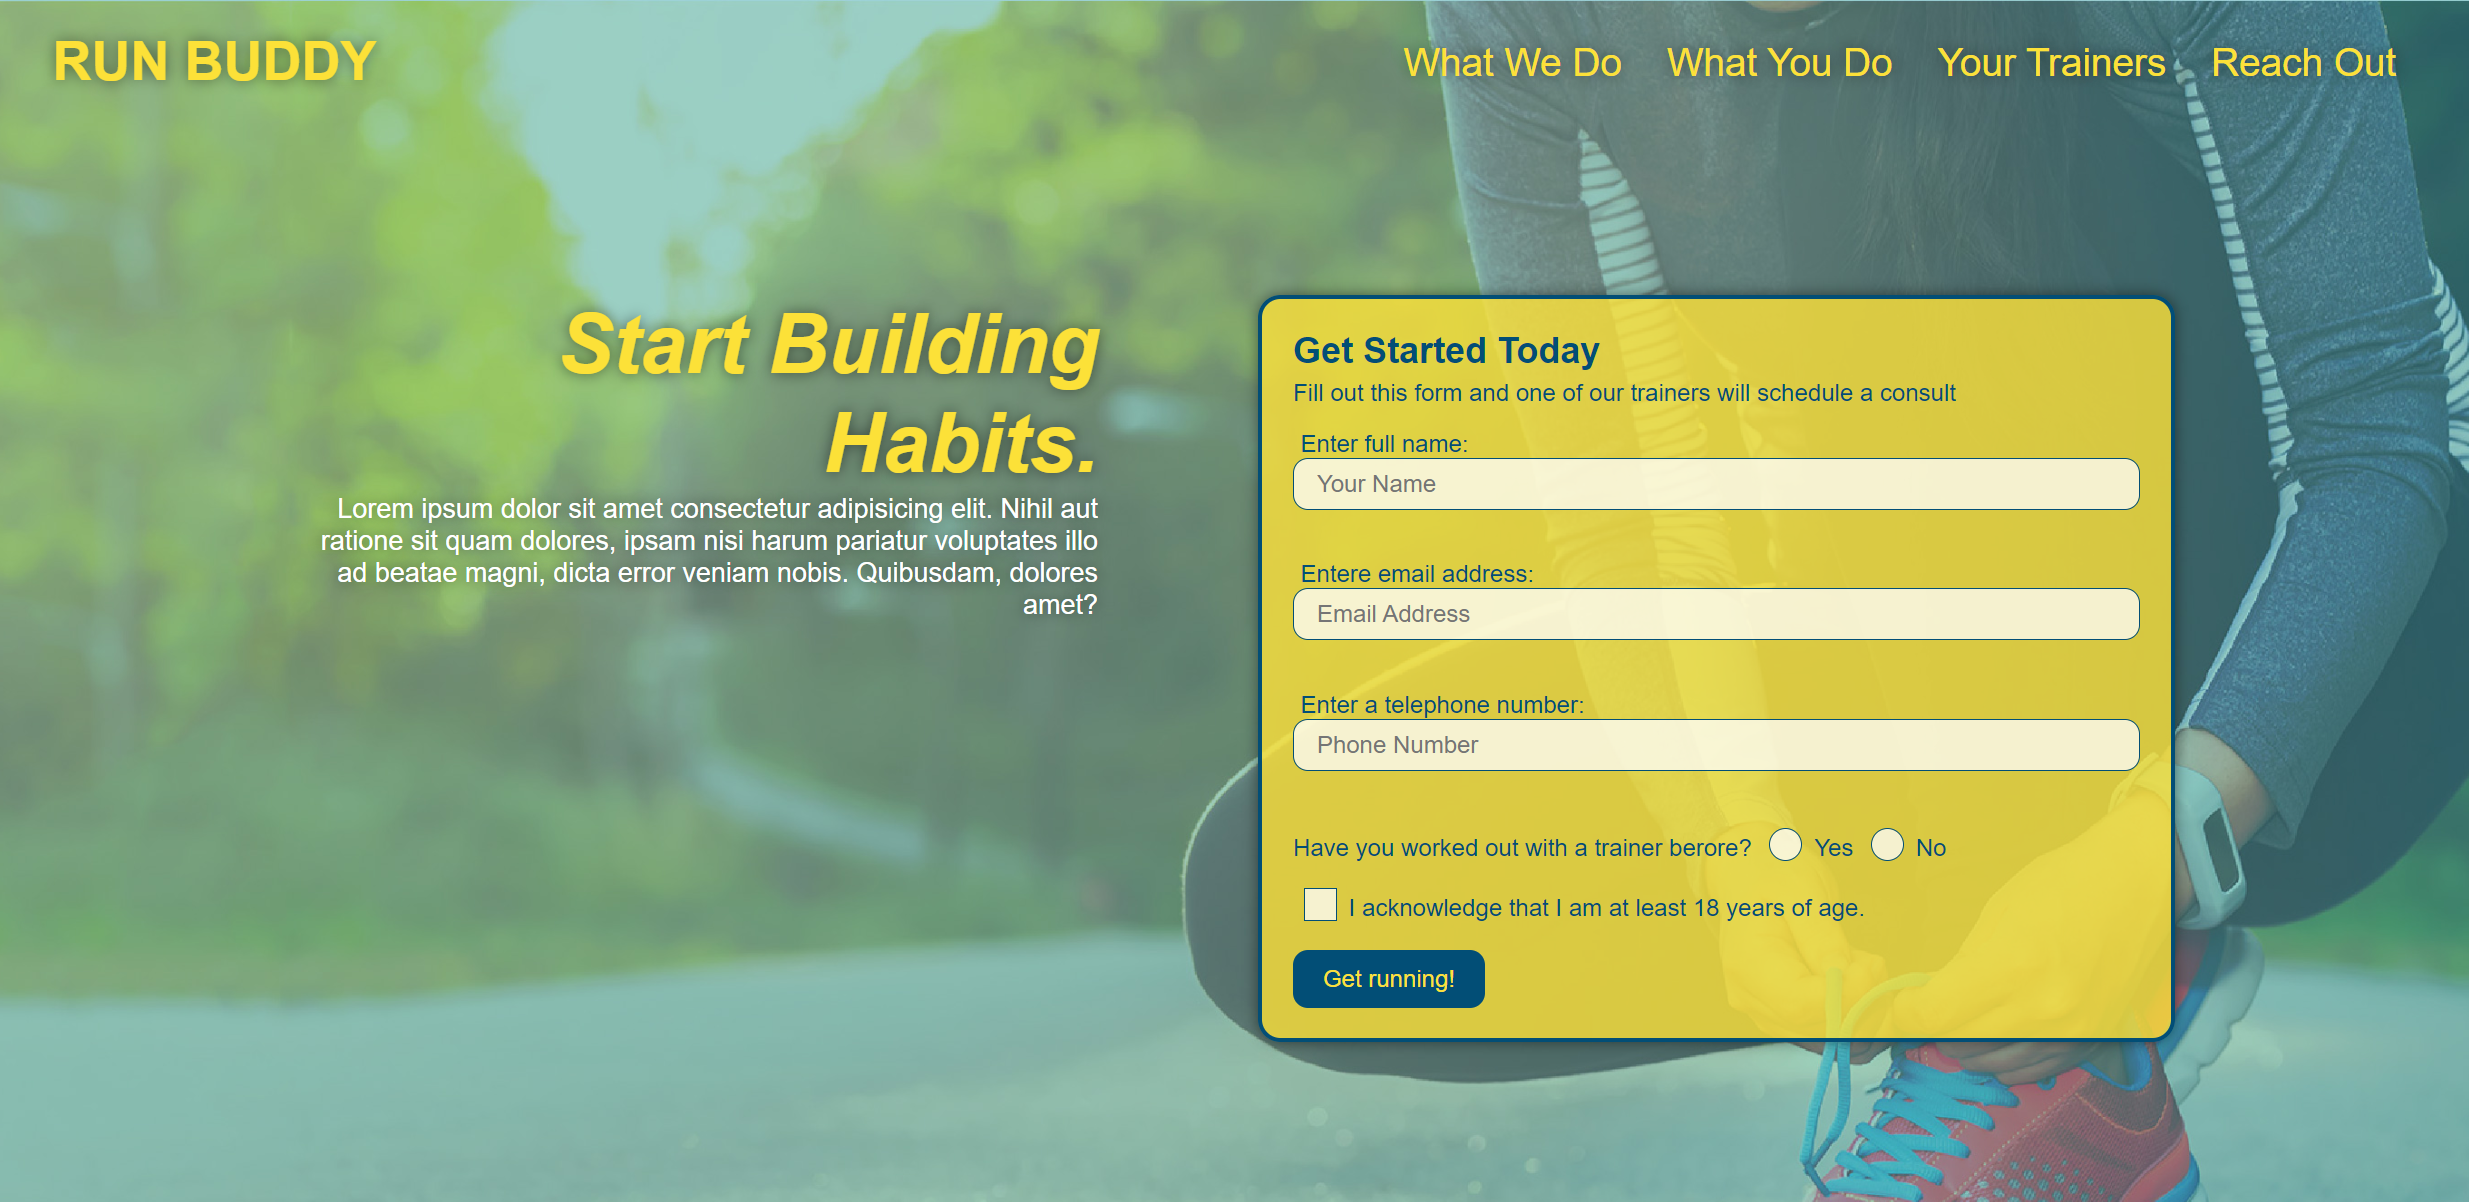 RUN BUDDY
What We Do What You Do Your Trainers Reach Out
Start Building
Habits.
Lorem ipsum dolor sit amet consectetur adipisicing elit. Nihil aut
ratione sit quam dolores, ipsam nisi harum pariatur voluptates illo
ad beatae magni, dicta error veniam nobis. Quibusdam, dolores
amet?
Get Started Today
Fill out this form and one of our trainers will schedule a consult
Enter full name:
Your Name
Entere email address:
Email Address
Enter a telephone number:
Phone Number
Have you worked out with a trainer berore? Yes No
I acknowledge that I am at least 18 years of age.
Get running!